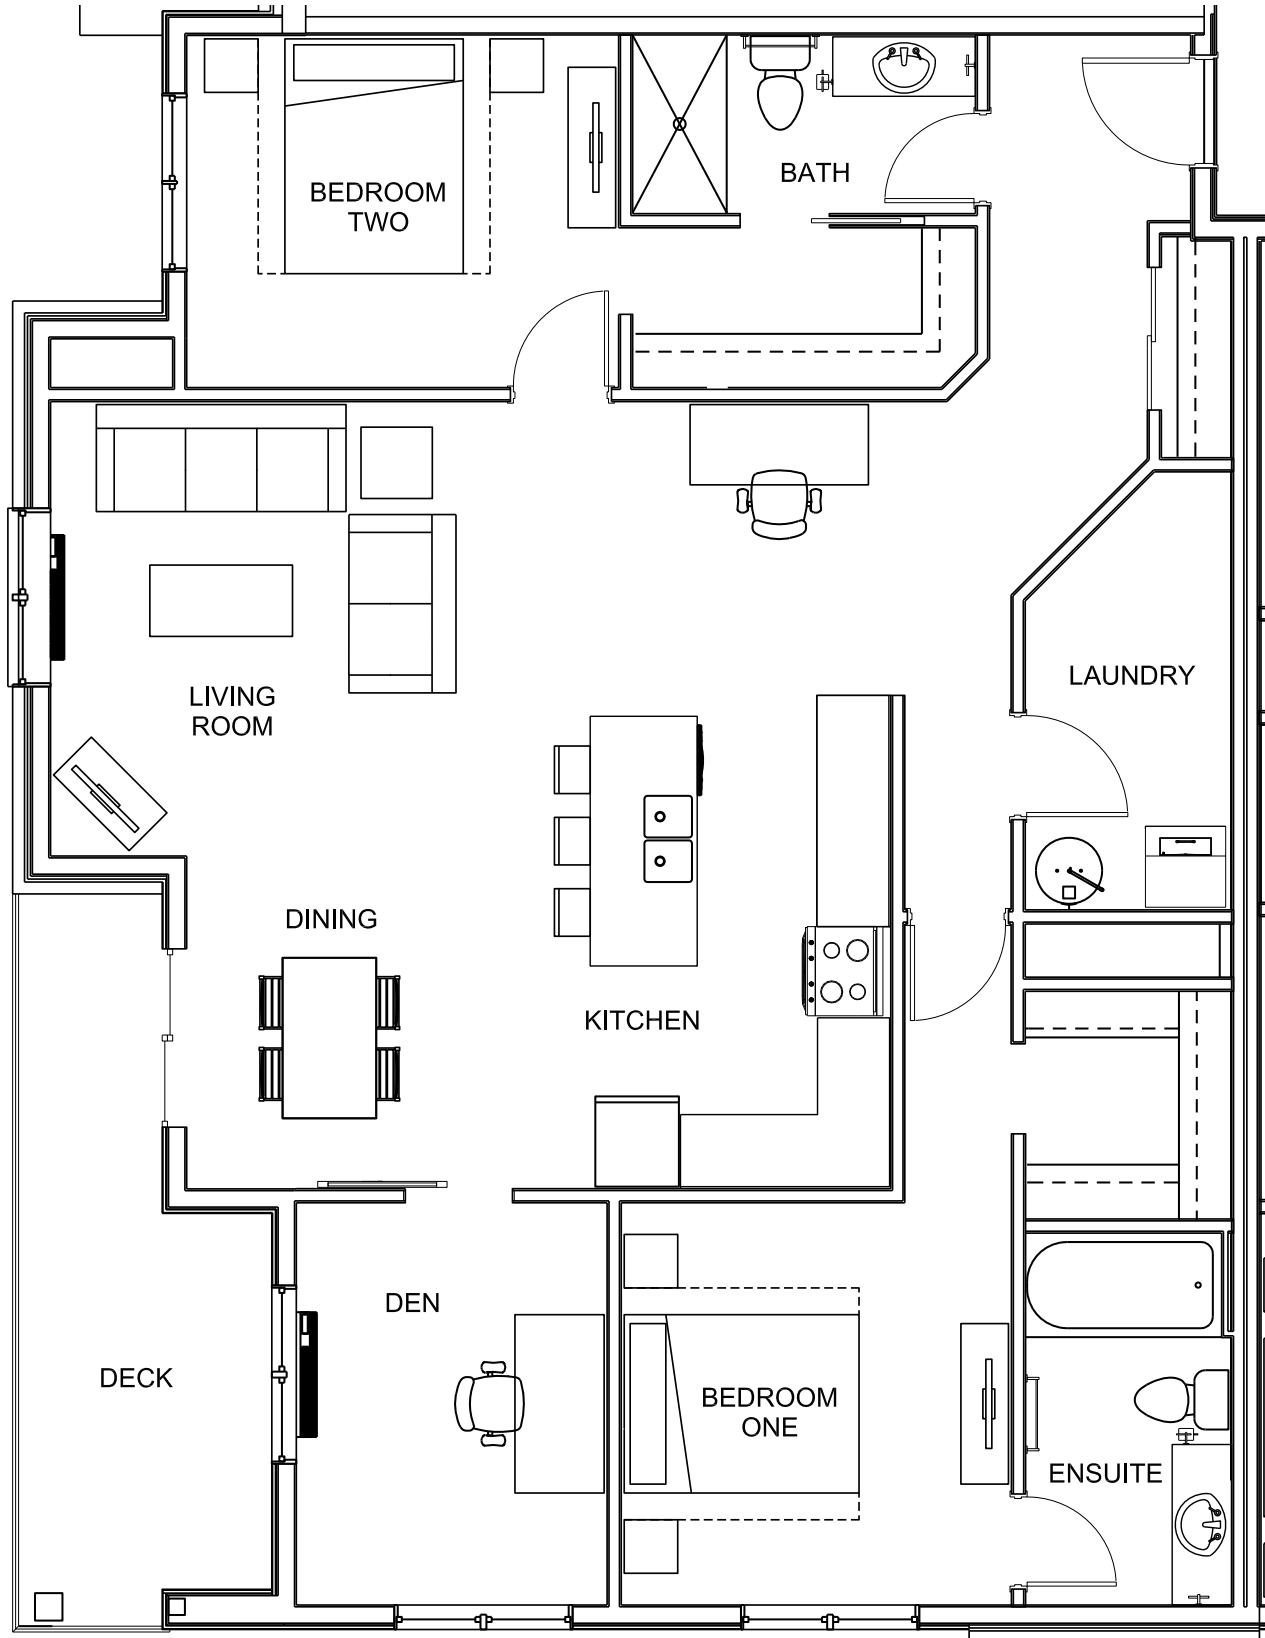 BATH
BEDROOM
TWO
LAUNDRY
LIVING
ROOM
DINING
KITCHEN
DEN
DECK
BEDROOM
ONE
ENSUITE